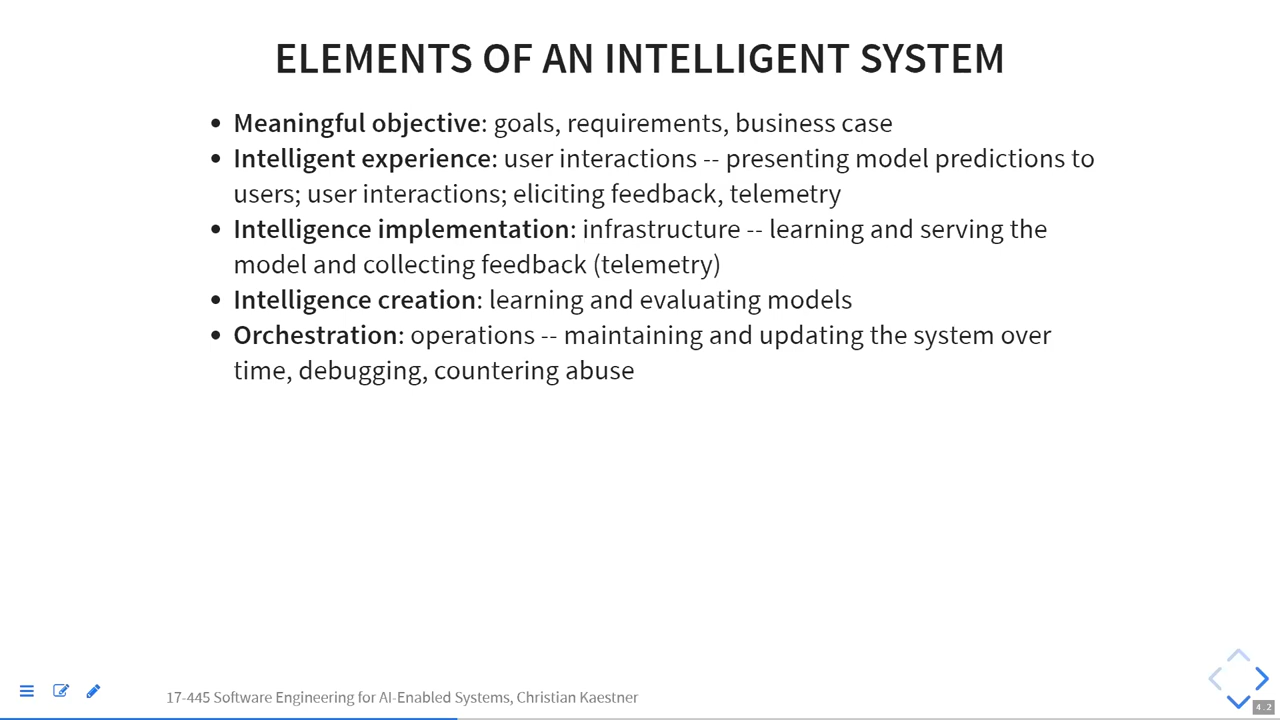 ELEMENTS OF AN INTELLIGENT SYSTEM
• Meaningful objective: goals, requirements, business case
• Intelligent experience: user interactions -- presenting model predictions to
users; user interactions; eliciting feedback, telemetry
• Intelligence implementation: infrastructure -- learning and serving the
model and collecting feedback (telemetry)
• Intelligence creation: learning and evaluating models
• Orchestration: operations -- maintaining and updating the system over
time, debugging, countering abuse
17-445 Software Engineering for AI-Enabled Systems, Christian Kaestner
4.2